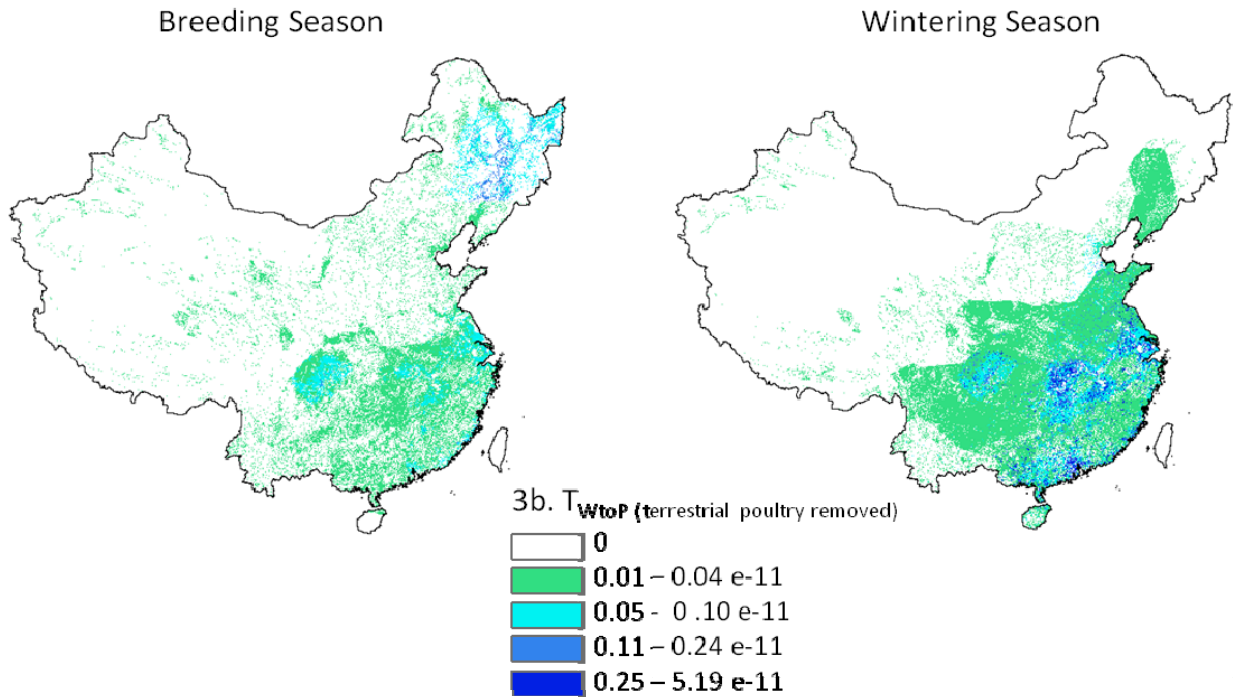 Breeding Season
Wintering Season
3b. TWtoP (terrestrial poultry removed)
0
0.01 – 0.04 e-11
0.05 - 0 .10 e-11
0.11 – 0.24 e-11
0.25 – 5.19 e-11